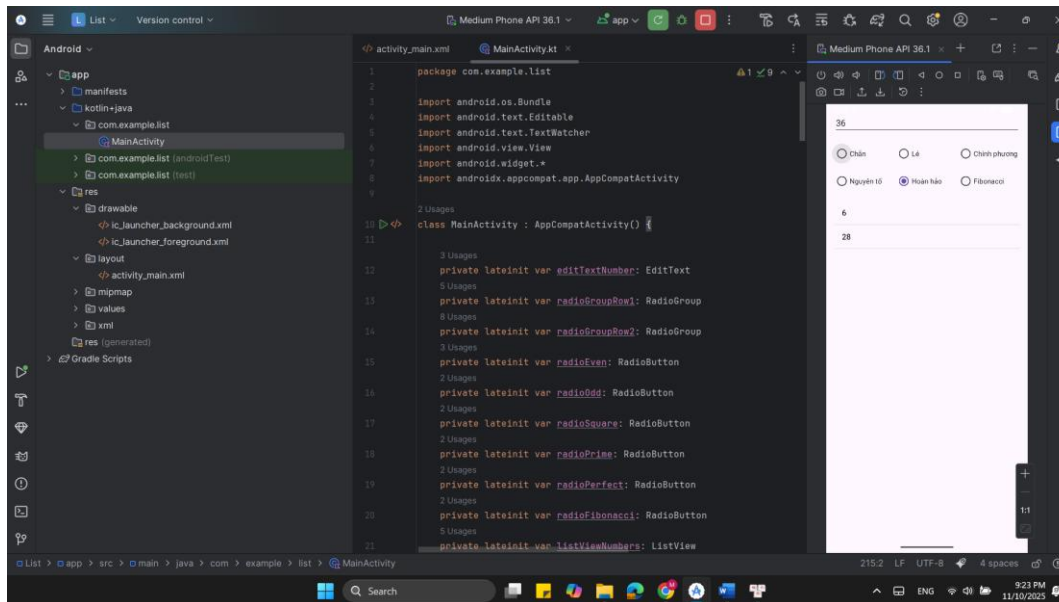 L List Version control Medium Phone API 36.1 app
Android
app
manifests
kotlin+java
com.example.list
MainActivity
com.example.list (androidTest)
com.example.list (test)
res
drawable
ic_launcher_background.xml
ic_launcher_foreground.xml
layout
activity_main.xml
mipmap
values
xml
res (generated)
Gradle Scripts
activity_main.xml MainActivity.kt
1 9
1 package com.example.list
2
3 import android.os.Bundle
4 import android.text.Editable
5 import android.text.TextWatcher
6 import android.view.View
7 import android.widget.*
8 import androidx.appcompat.app.AppCompatActivity
9
2 Usages
10 class MainActivity : AppCompatActivity() {
11
3 Usages
12 private lateinit var editTextNumber: EditText
5 Usages
13 private lateinit var radioGroupRow1: RadioGroup
8 Usages
14 private lateinit var radioGroupRow2: RadioGroup
3 Usages
15 private lateinit var radioEven: RadioButton
2 Usages
16 private lateinit var radioOdd: RadioButton
2 Usages
17 private lateinit var radioSquare: RadioButton
2 Usages
18 private lateinit var radioPrime: RadioButton
2 Usages
19 private lateinit var radioPerfect: RadioButton
2 Usages
20 private lateinit var radioFibonacci: RadioButton
5 Usages
21 private lateinit var listViewNumbers: ListView
Medium Phone API 36.1
36
Chẵn Lẻ Chính phương
Nguyên tố Hoàn hảo Fibonacci
6
28
1:1
List > app > src > main > java > com > example > list > MainActivity
215:2 LF UTF-8 4 spaces
Search
ENG
9:23 PM
11/10/2025